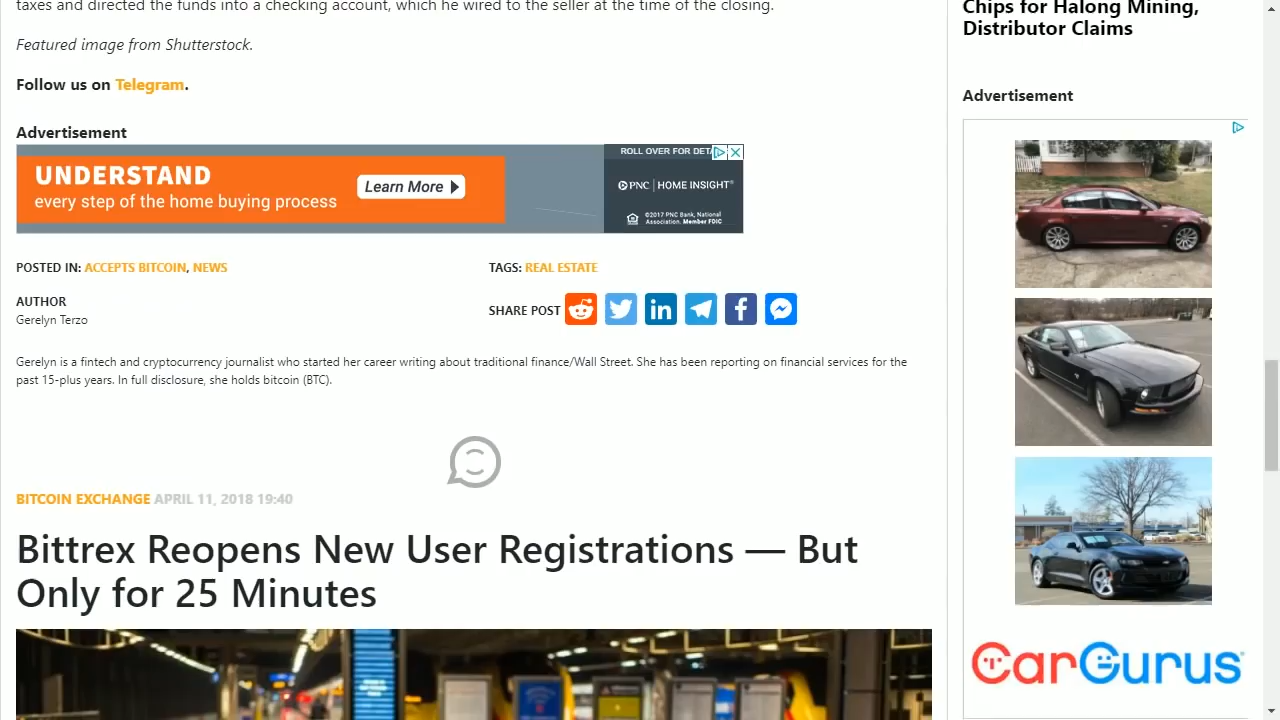 taxes and directed the funds into a checking account, which he wired to the seller at the time of the closing.
Featured image from Shutterstock.
Follow us on Telegram.
Advertisement
UNDERSTAND
every step of the home buying process
Learn More
ROLL OVER FOR DETA
PNC | HOME INSIGHT®
©2017 PNC Bank, National
Association. Member FDIC
POSTED IN: ACCEPTS BITCOIN, NEWS
TAGS: REAL ESTATE
AUTHOR
Gerelyn Terzo
SHARE POST
Gerelyn is a fintech and cryptocurrency journalist who started her career writing about traditional finance/Wall Street. She has been reporting on financial services for the
past 15-plus years. In full disclosure, she holds bitcoin (BTC).
BITCOIN EXCHANGE APRIL 11, 2018 19:40
Bittrex Reopens New User Registrations — But
Only for 25 Minutes
Chips for Halong Mining,
Distributor Claims
Advertisement
CarGurus